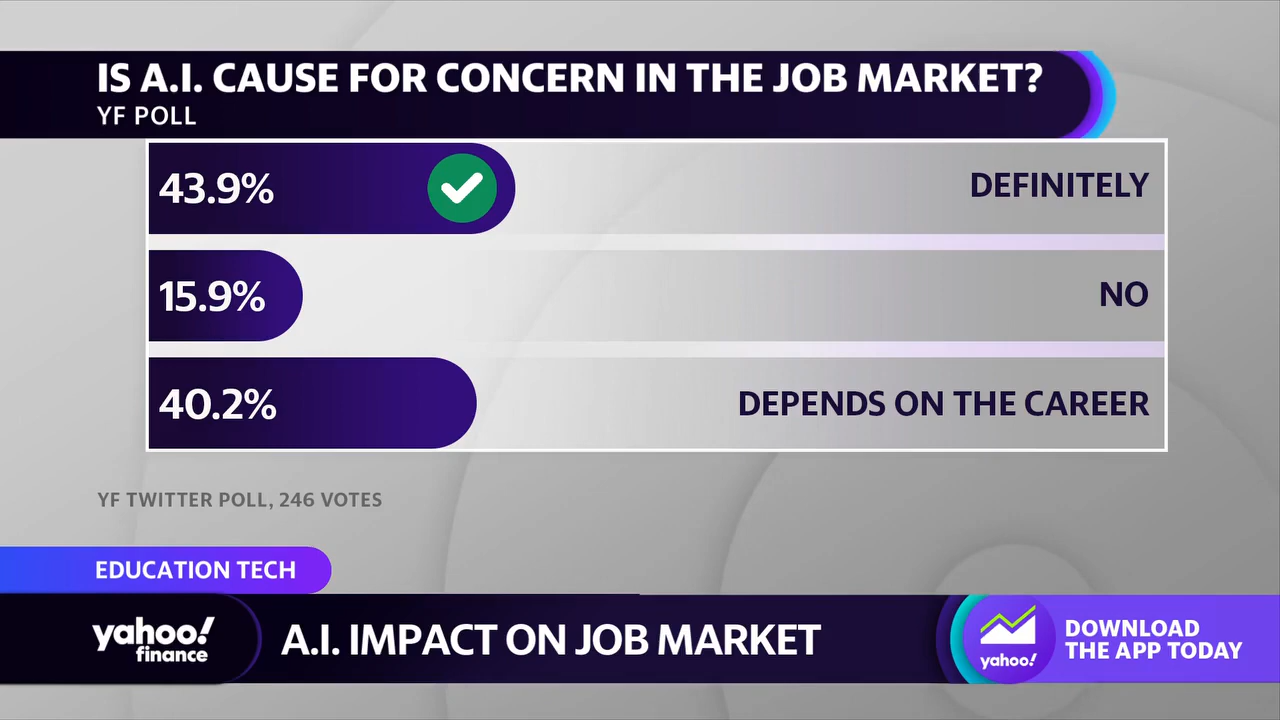 IS A.I. CAUSE FOR CONCERN IN THE JOB MARKET?
YF POLL
43.9% DEFINITELY
15.9% NO
40.2% DEPENDS ON THE CAREER
YF TWITTER POLL, 246 VOTES
EDUCATION TECH
yahoo!
finance
A.I. IMPACT ON JOB MARKET
yahoo!
DOWNLOAD
THE APP TODAY